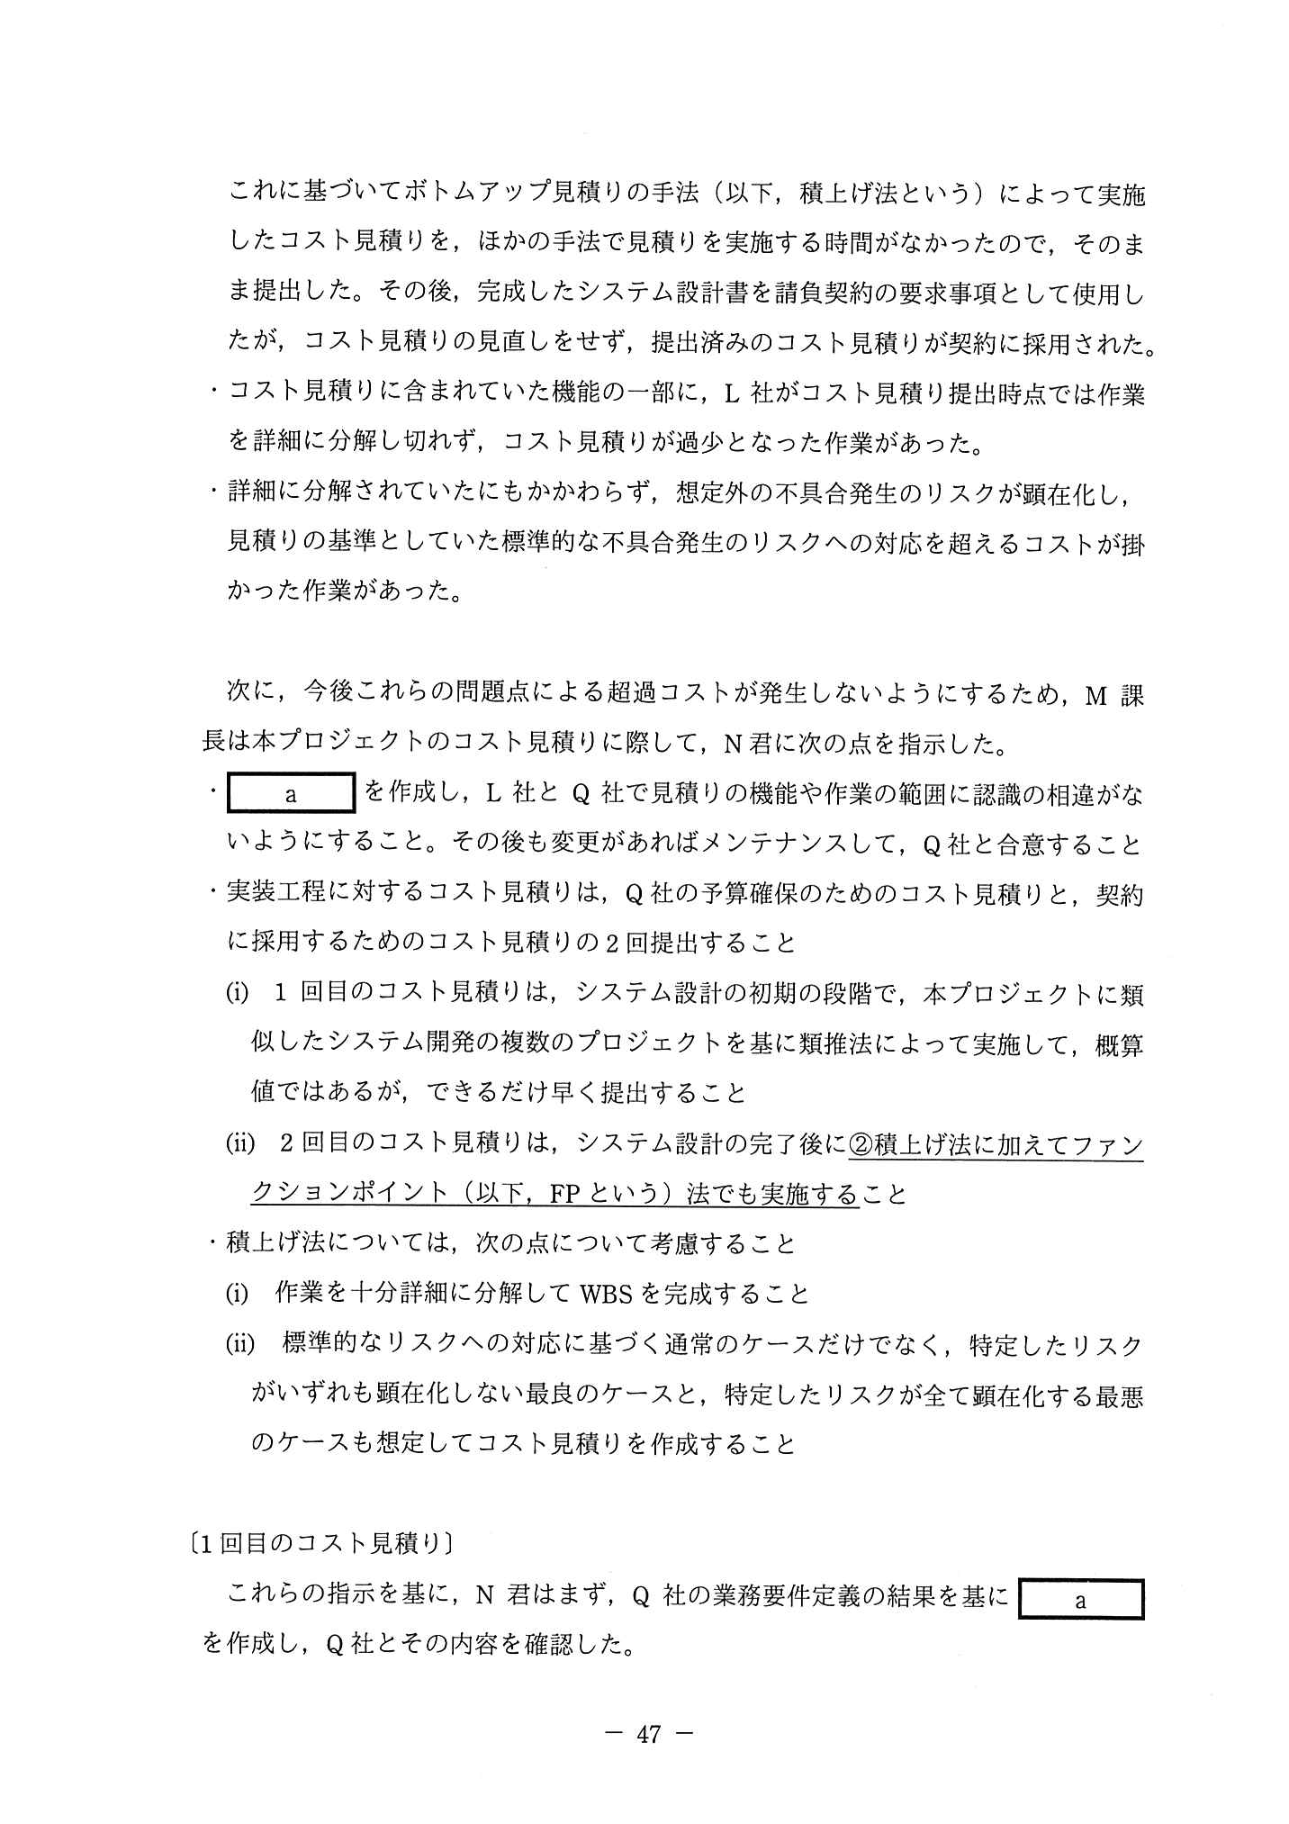 これに基づいてボトムアップ見積りの手法（以下，積上げ法という）によって実施
したコスト見積りを，ほかの手法で見積りを実施する時間がなかったので，そのま
ま提出した。その後，完成したシステム設計書を請負契約の要求事項として使用し
たが，コスト見積りの見直しをせず，提出済みのコスト見積りが契約に採用された。
・コスト見積りに含まれていた機能の一部に，L 社がコスト見積り提出時点では作業
を詳細に分解し切れず，コスト見積りが過少となった作業があった。
・詳細に分解されていたにもかかわらず，想定外の不具合発生のリスクが顕在化し，
見積りの基準としていた標準的な不具合発生のリスクへの対応を超えるコストが掛
かった作業があった。
次に，今後これらの問題点による超過コストが発生しないようにするため，M 課
長は本プロジェクトのコスト見積りに際して，N 君に次の点を指示した。
・ a を作成し，L 社と Q 社で見積りの機能や作業の範囲に認識の相違がな
いようにすること。その後も変更があればメンテナンスして，Q 社と合意すること
・実装工程に対するコスト見積りは，Q 社の予算確保のためのコスト見積りと，契約
に採用するためのコスト見積りの 2 回提出すること
(i) 1 回目のコスト見積りは，システム設計の初期の段階で，本プロジェクトに類
似したシステム開発の複数のプロジェクトを基に類推法によって実施して，概算
値ではあるが，できるだけ早く提出すること
(ii) 2 回目のコスト見積りは，システム設計の完了後に②積上げ法に加えてファン
クションポイント（以下，FP という）法でも実施すること
・積上げ法については，次の点について考慮すること
(i) 作業を十分詳細に分解して WBS を完成すること
(ii) 標準的なリスクへの対応に基づく通常のケースだけでなく，特定したリスク
がいずれも顕在化しない最良のケースと，特定したリスクが全て顕在化する最悪
のケースも想定してコスト見積りを作成すること
〔1 回目のコスト見積り〕
これらの指示を基に，N 君はまず，Q 社の業務要件定義の結果を基に a
を作成し，Q 社とその内容を確認した。
－ 47 －